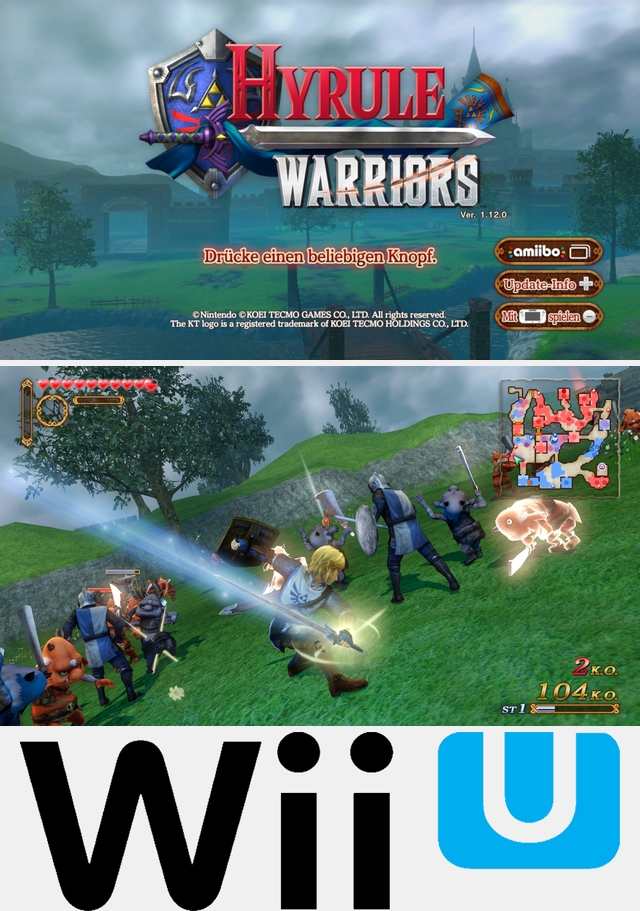 HYRULE
WARRIORS
Ver. 1.12.0
Drücke einen beliebigen Knopf.
amiibo
Update-Info
Mit spielen
©Nintendo ©KOEI TECMO GAMES CO., LTD. All rights reserved.
The KT logo is a registered trademark of KOEI TECMO HOLDINGS CO., LTD.
2 K.O.
104 K.O.
ST 1
Wii U